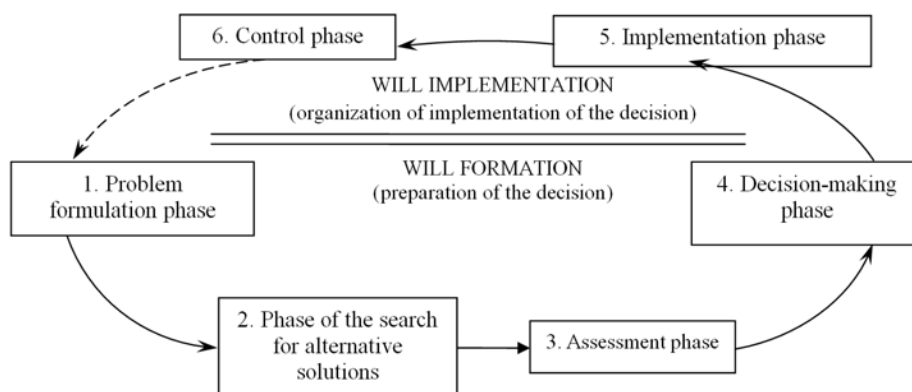 6. Control phase
5. Implementation phase
WILL IMPLEMENTATION
(organization of implementation of the decision)
WILL FORMATION
(preparation of the decision)
1. Problem
formulation phase
4. Decision-making
phase
2. Phase of the search
for alternative
solutions
3. Assessment phase